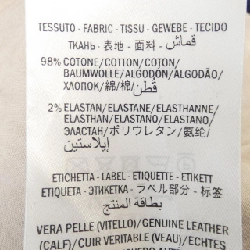 TESSUTO - FABRIC - TISSU - GEWEBE - TECIDO
ТКАНЬ - 表地 - 面料 - قماش
98% COTONE/COTTON/COTON/
BAUMWOLLE/ALGODÓN/ALGODÃO/
ХЛОПОК/綿/棉/قطن
2% ELASTAN/ELASTANE/ELASTHANNE/
ELASTHAN/ELASTANO/ELASTANO/
ЭЛАСТАН/ポリウレタン/氨纶/
إيلاستين
ETICHETTA - LABEL - ETIQUETTE - ETIKETT
ETIQUETA - ЭТИКЕТКА - ラベル部分 - 标签
بطاقة المنتج
VERA PELLE (VITELLO)/GENUINE LEATHER
(CALF)/CUIR VERITABLE (VEAU)/ECHTES